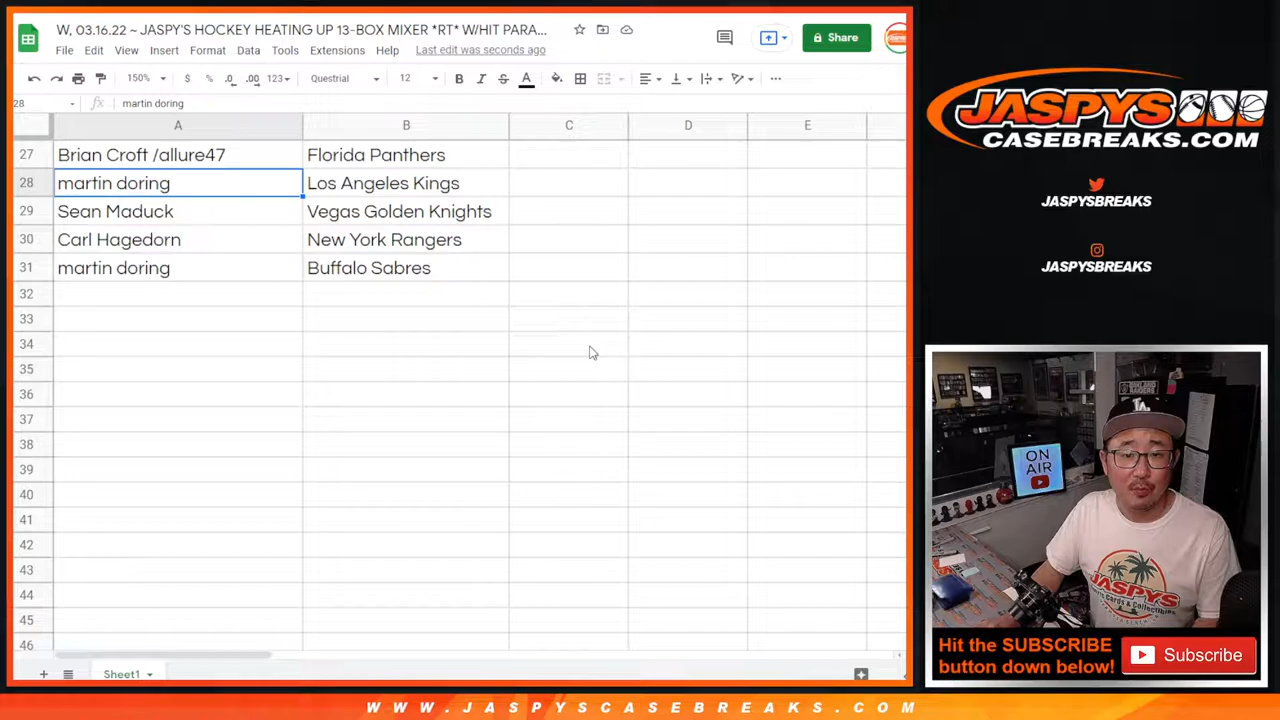 W, 03.16.22 ~ JASPY'S HOCKEY HEATING UP 13-BOX MIXER *RT* W/HIT PARA...
File Edit View Insert Format Data Tools Extensions Help Last edit was seconds ago
Share
150% $ % .0 .00 123 Questrial 12 B I S A
28 fx martin doring
A B C D E
27 Brian Croft /allure47 Florida Panthers
28 martin doring Los Angeles Kings
29 Sean Maduck Vegas Golden Knights
30 Carl Hagedorn New York Rangers
31 martin doring Buffalo Sabres
32
33
34
35
36
37
38
39
40
41
42
43
44
45
46
Sheet1
JASPYS
CASEBREAKS.COM
JASPYSBREAKS
JASPYSBREAKS
ON
AIR
LA
JASPYS
Hit the SUBSCRIBE
button down below!
Subscribe
WWW.JASPYSCASEBREAKS.COM